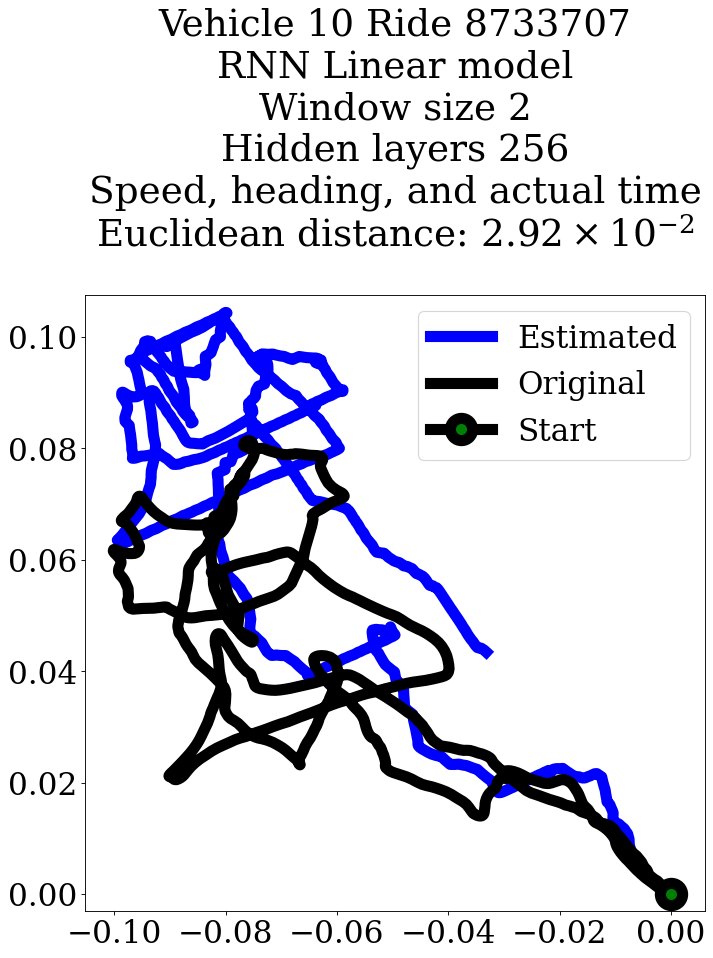 Vehicle 10 Ride 8733707
RNN Linear model
Window size 2
Hidden layers 256
Speed, heading, and actual time
Euclidean distance: 2.92 × 10⁻²
Estimated
Original
Start
0.10
0.08
0.06
0.04
0.02
0.00
−0.10 −0.08 −0.06 −0.04 −0.02 0.00